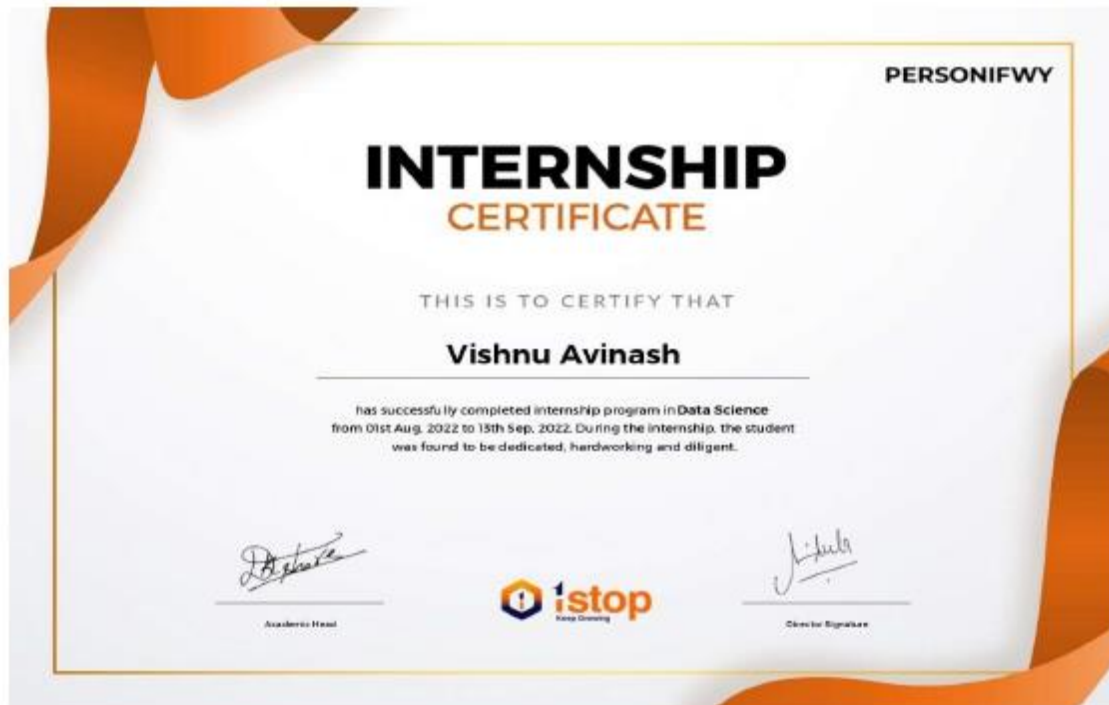 PERSONIFWY
INTERNSHIP
CERTIFICATE
THIS IS TO CERTIFY THAT
Vishnu Avinash
has successfully completed internship program in Data Science
from 01st Aug, 2022 to 13th Sep, 2022. During the internship, the student
was found to be dedicated, hardworking and diligent.
1stop
Keep Growing
Academic Head
Director Signature